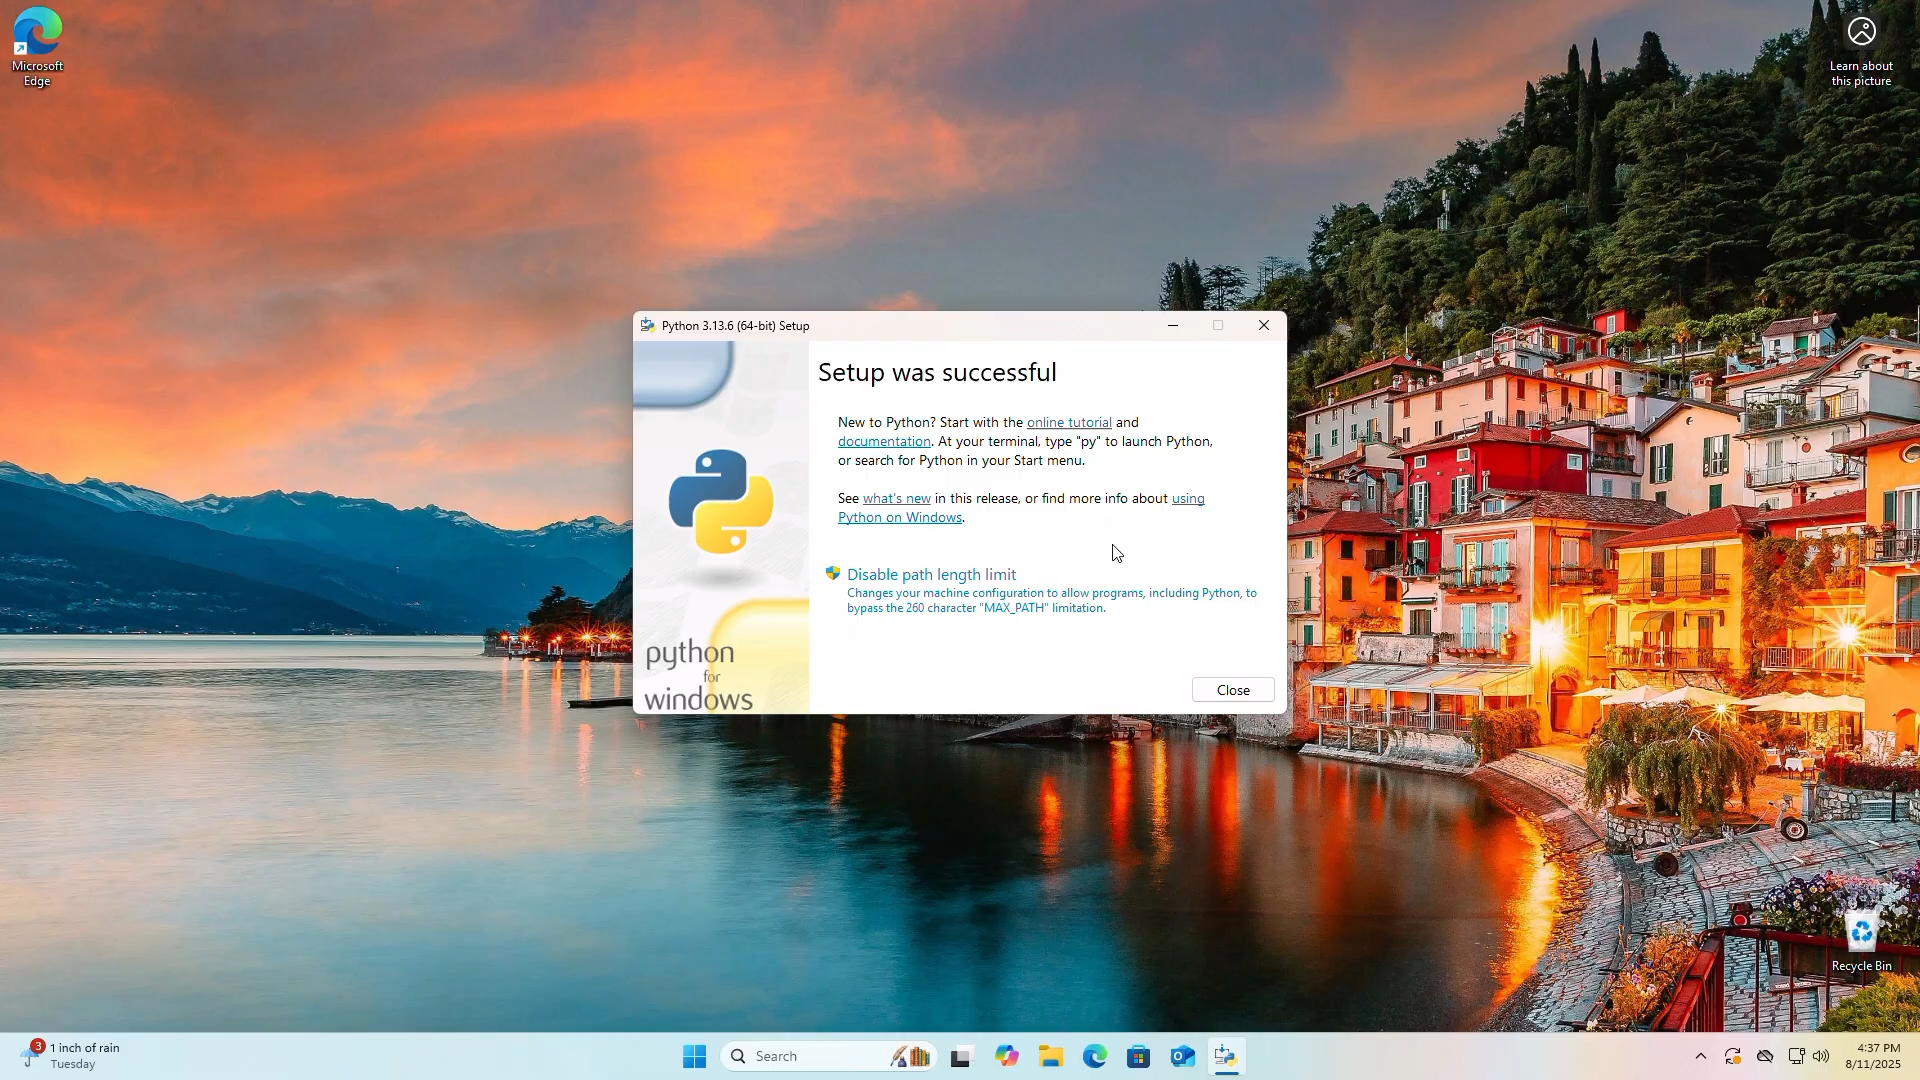 Microsoft
Edge
Learn about
this picture
Python 3.13.6 (64-bit) Setup
Setup was successful
New to Python? Start with the online tutorial and
documentation. At your terminal, type "py" to launch Python,
or search for Python in your Start menu.
See what's new in this release, or find more info about using
Python on Windows.
Disable path length limit
Changes your machine configuration to allow programs, including Python, to
bypass the 260 character "MAX_PATH" limitation.
python
for
windows
Close
Recycle Bin
3
1 inch of rain
Tuesday
Search
4:37 PM
8/11/2025